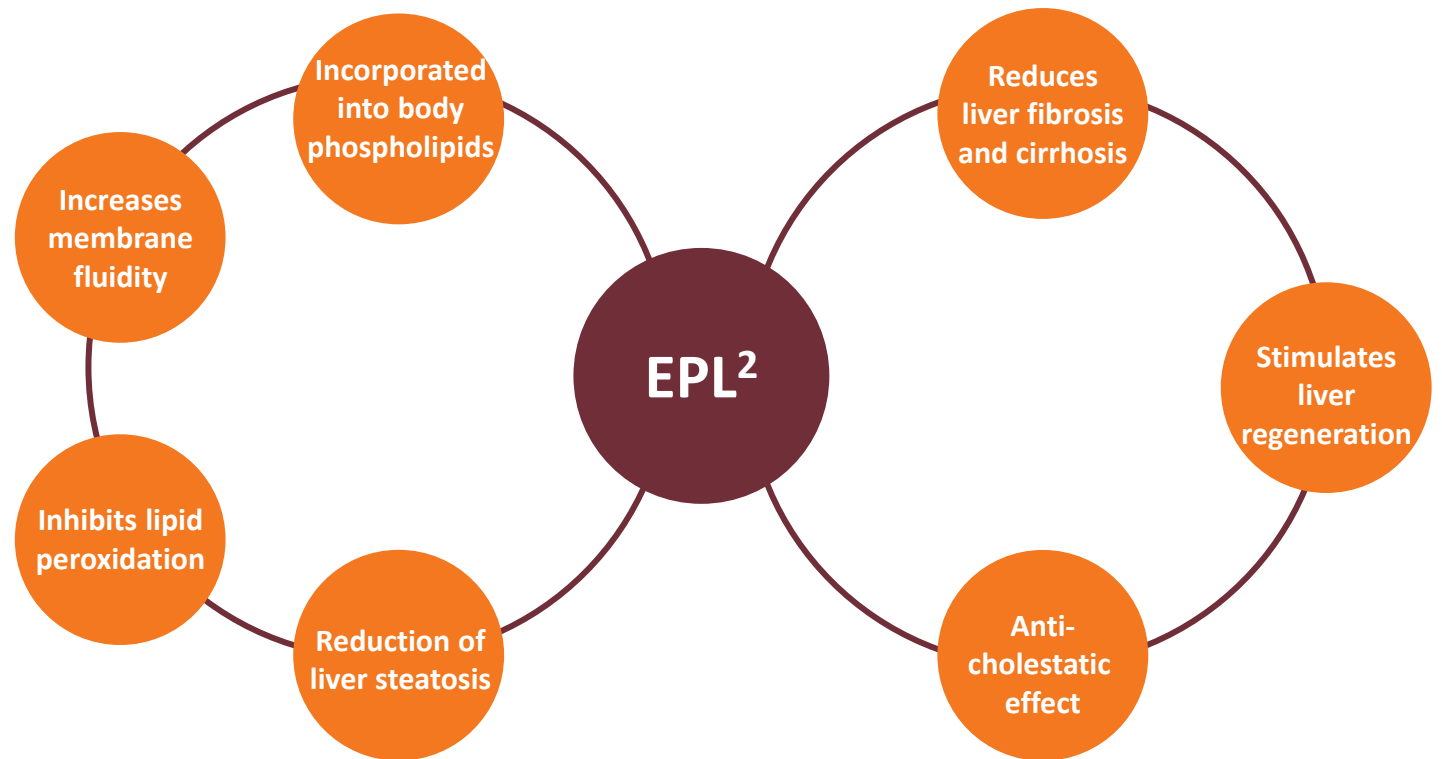 Incorporated
into body
phospholipids
Increases
membrane
fluidity
Inhibits lipid
peroxidation
Reduction of
liver steatosis
EPL²
Reduces
liver fibrosis
and cirrhosis
Stimulates
liver
regeneration
Anti-
cholestatic
effect